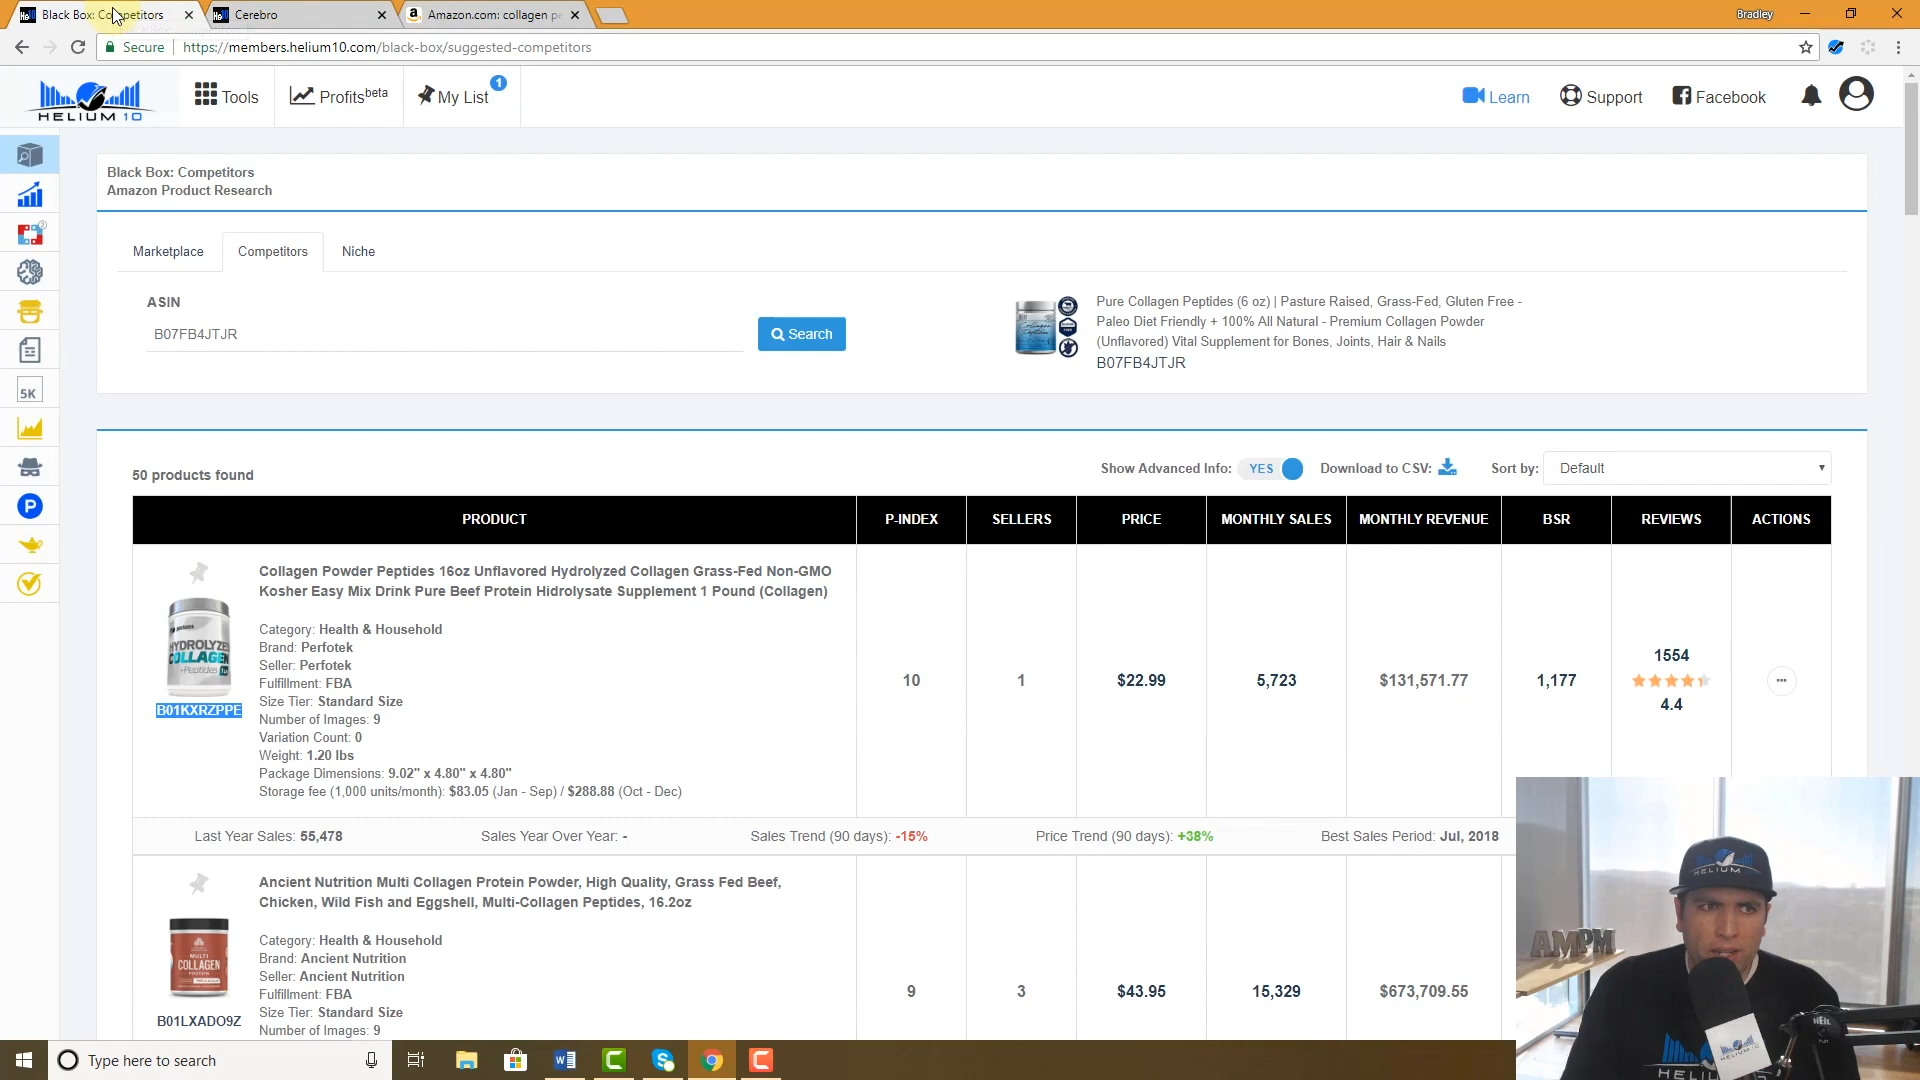 Black Box: Competitors
Cerebro
Amazon.com: collagen pe
Bradley
Secure
https://members.helium10.com/black-box/suggested-competitors
HELIUM 10
Tools
Profits beta
My List 1
Learn
Support
Facebook
Black Box: Competitors
Amazon Product Research
Marketplace
Competitors
Niche
ASIN
B07FB4JTJR
Search
Pure Collagen Peptides (6 oz) | Pasture Raised, Grass-Fed, Gluten Free -
Paleo Diet Friendly + 100% All Natural - Premium Collagen Powder
(Unflavored) Vital Supplement for Bones, Joints, Hair & Nails
B07FB4JTJR
5K
P
50 products found
Show Advanced Info: YES
Download to CSV:
Sort by: Default
PRODUCT P-INDEX SELLERS PRICE MONTHLY SALES MONTHLY REVENUE BSR REVIEWS ACTIONS
Collagen Powder Peptides 16oz Unflavored Hydrolyzed Collagen Grass-Fed Non-GMO
Kosher Easy Mix Drink Pure Beef Protein Hidrolysate Supplement 1 Pound (Collagen)
HYDROLYZED
COLLAGEN
+Peptides
B01KXRZPPE
Category: Health & Household
Brand: Perfotek
Seller: Perfotek
Fulfillment: FBA
Size Tier: Standard Size
Number of Images: 9
Variation Count: 0
Weight: 1.20 lbs
Package Dimensions: 9.02" x 4.80" x 4.80"
Storage fee (1,000 units/month): $83.05 (Jan - Sep) / $288.88 (Oct - Dec)
10 1 $22.99 5,723 $131,571.77 1,177
1554
4.4
Last Year Sales: 55,478
Sales Year Over Year: -
Sales Trend (90 days): -15%
Price Trend (90 days): +38%
Best Sales Period: Jul, 2018
Ancient Nutrition Multi Collagen Protein Powder, High Quality, Grass Fed Beef,
Chicken, Wild Fish and Eggshell, Multi-Collagen Peptides, 16.2oz
MULTI
COLLAGEN
PROTEIN
B01LXADO9Z
Category: Health & Household
Brand: Ancient Nutrition
Seller: Ancient Nutrition
Fulfillment: FBA
Size Tier: Standard Size
Number of Images: 9
9 3 $43.95 15,329 $673,709.55
HELIUM
AMPM
HEIL
HELIUM 10
HELIUM
Type here to search